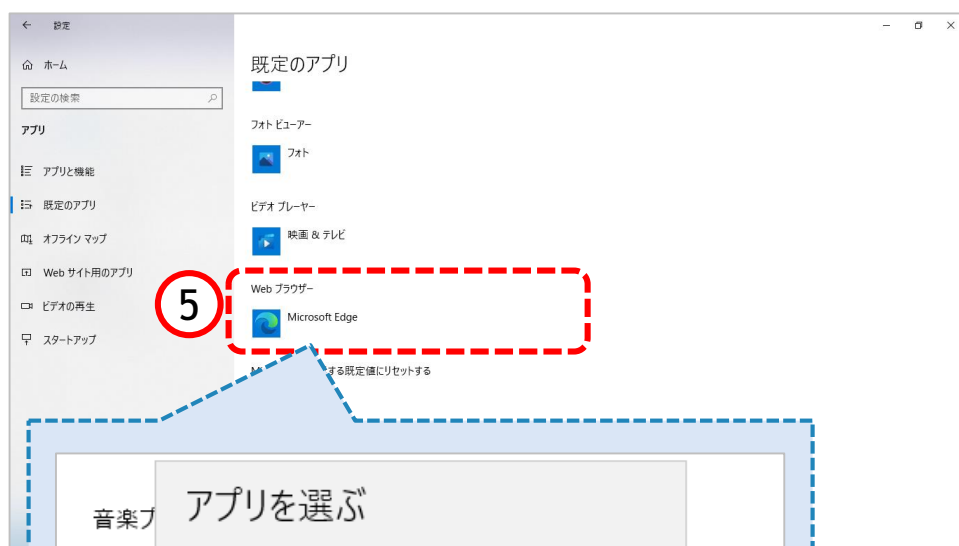 設定
ホーム
設定の検索
アプリ
アプリと機能
既定のアプリ
オフライン マップ
Web サイト用のアプリ
ビデオの再生
スタートアップ
既定のアプリ
フォト ビューアー
フォト
ビデオ プレーヤー
映画 & テレビ
5
Web ブラウザー
Microsoft Edge
する既定値にリセットする
音楽プ
アプリを選ぶ